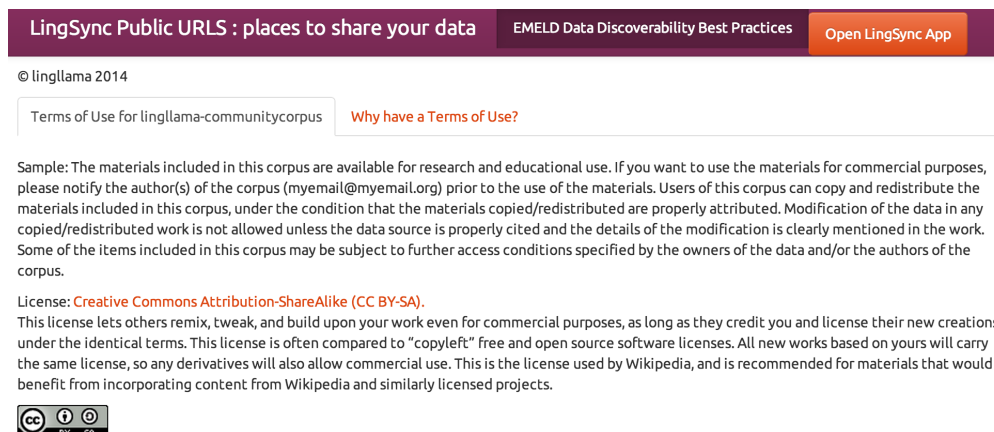 LingSync Public URLS : places to share your data EMELD Data Discoverability Best Practices Open LingSync App
© lingllama 2014
Terms of Use for lingllama-communitycorpus Why have a Terms of Use?
Sample: The materials included in this corpus are available for research and educational use. If you want to use the materials for commercial purposes,
please notify the author(s) of the corpus (myemail@myemail.org) prior to the use of the materials. Users of this corpus can copy and redistribute the
materials included in this corpus, under the condition that the materials copied/redistributed are properly attributed. Modification of the data in any
copied/redistributed work is not allowed unless the data source is properly cited and the details of the modification is clearly mentioned in the work.
Some of the items included in this corpus may be subject to further access conditions specified by the owners of the data and/or the authors of the
corpus.
License: Creative Commons Attribution-ShareAlike (CC BY-SA).
This license lets others remix, tweak, and build upon your work even for commercial purposes, as long as they credit you and license their new creations
under the identical terms. This license is often compared to “copyleft” free and open source software licenses. All new works based on yours will carry
the same license, so any derivatives will also allow commercial use. This is the license used by Wikipedia, and is recommended for materials that would
benefit from incorporating content from Wikipedia and similarly licensed projects.
cc